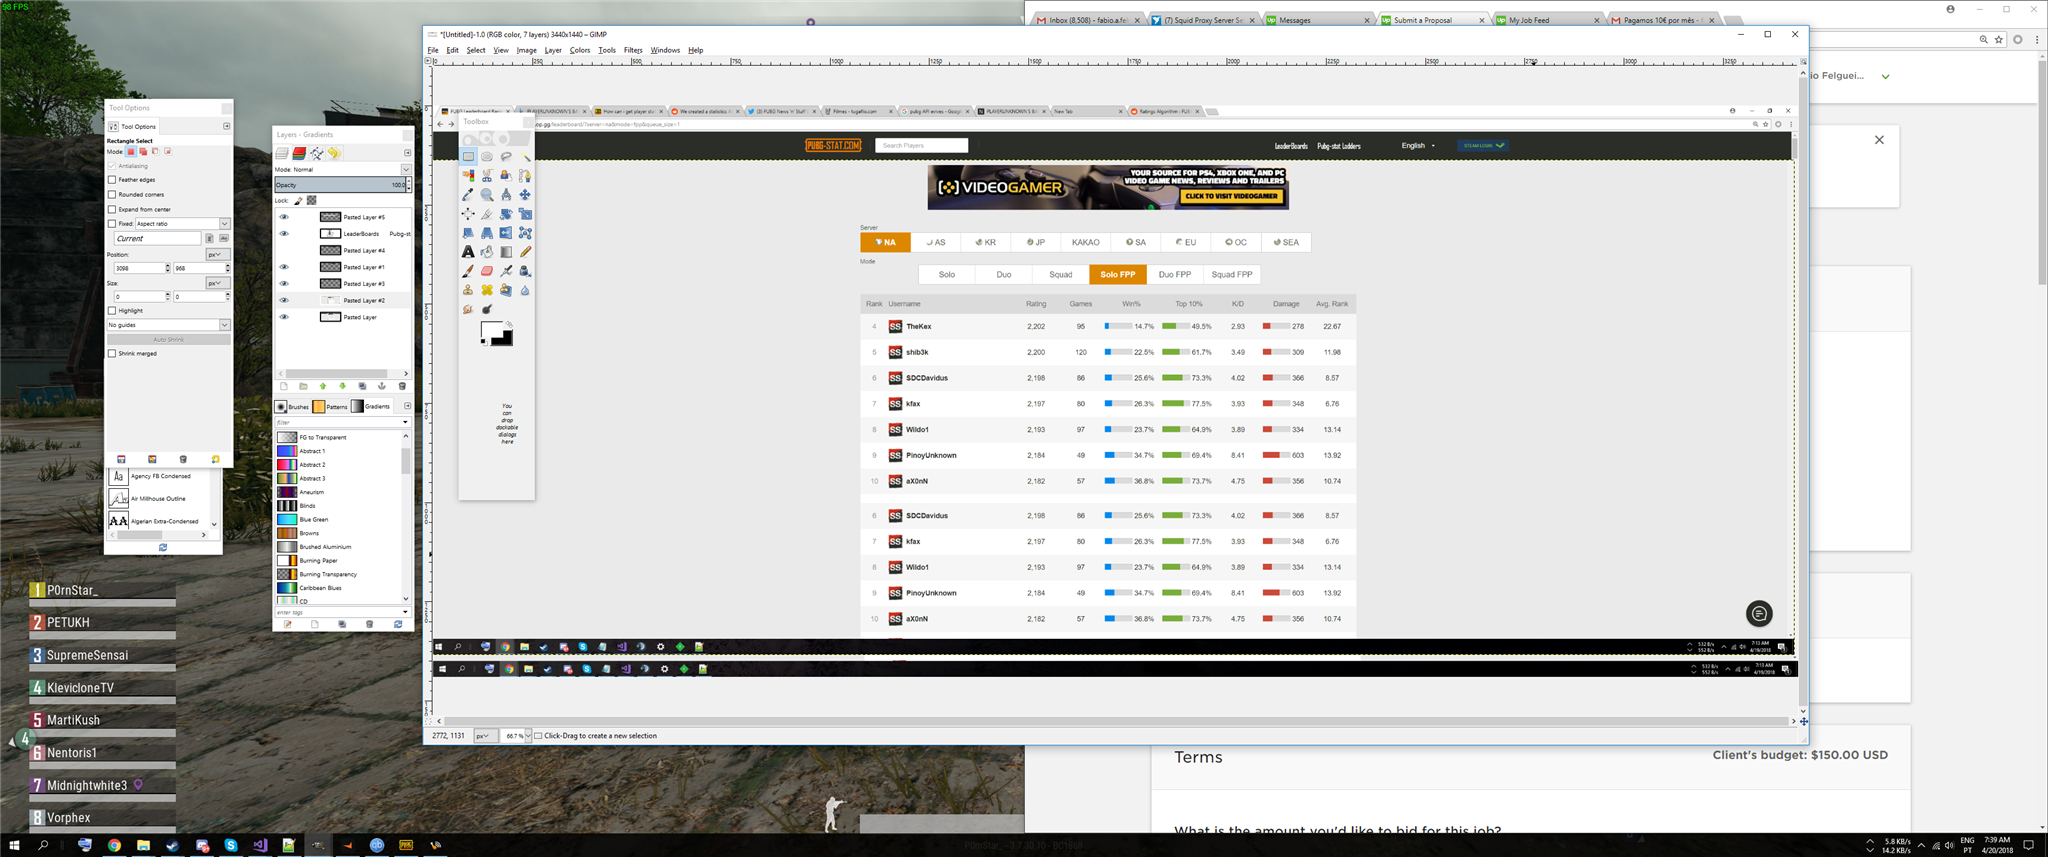 98 FPS
Inbox (8,508) - fabio.a.fel
(7) Squid Proxy Server Se
Messages
Submit a Proposal
My Job Feed
Pagamos 10€ por mês -
*[Untitled]-1.0 (RGB color, 7 layers) 3440x1440 – GIMP
File Edit Select View Image Layer Colors Tools Filters Windows Help
io Felguei...
Tool Options
Tool Options
Rectangle Select
Mode:
Antialiasing
Feather edges
Rounded corners
Expand from center
Fixed: Aspect ratio
Current
Position: px
3098 968
Size: px
0 0
Highlight
No guides
Auto Shrink
Shrink merged
Agency FB Condensed
Air Millhouse Outline
Algerian Extra-Condensed
Layers - Gradients
Mode: Normal
Opacity 100.0
Lock:
Pasted Layer #5
LeaderBoards Pubg-st
Pasted Layer #4
Pasted Layer #1
Pasted Layer #3
Pasted Layer #2
Pasted Layer
Brushes Patterns Gradients
filter
FG to Transparent
Abstract 1
Abstract 2
Abstract 3
Aneurism
Blinds
Blue Green
Browns
Brushed Aluminium
Burning Paper
Burning Transparency
Caribbean Blues
CD
enter tags
Toolbox
You
can
drop
dockable
dialogs
here
PUBG-STAT.COM
Search Players
LeaderBoards Pubg-stat Ladders
English
STEAM LOGIN
VIDEOGAMER
YOUR SOURCE FOR PS4, XBOX ONE, AND PC
VIDEO GAME NEWS, REVIEWS AND TRAILERS
CLICK TO VISIT VIDEOGAMER
Server
NA AS KR JP KAKAO SA EU OC SEA
Mode
Solo Duo Squad Solo FPP Duo FPP Squad FPP
Rank Username Rating Games Win% Top 10% K/D Damage Avg. Rank
4 TheKex 2,202 95 14.7% 49.5% 2.93 278 22.67
5 shib3k 2,200 120 22.5% 61.7% 3.49 309 11.98
6 SDCDavidus 2,198 86 25.6% 73.3% 4.02 366 8.57
7 kfax 2,197 80 26.3% 77.5% 3.93 348 6.76
8 Wildo1 2,193 97 23.7% 64.9% 3.89 334 13.14
9 PinoyUnknown 2,184 49 34.7% 69.4% 8.41 603 13.92
10 aX0nN 2,182 57 36.8% 73.7% 4.75 356 10.74
6 SDCDavidus 2,198 86 25.6% 73.3% 4.02 366 8.57
7 kfax 2,197 80 26.3% 77.5% 3.93 348 6.76
8 Wildo1 2,193 97 23.7% 64.9% 3.89 334 13.14
9 PinoyUnknown 2,184 49 34.7% 69.4% 8.41 603 13.92
10 aX0nN 2,182 57 36.8% 73.7% 4.75 356 10.74
532 B/s 7:13 AM
552 B/s 4/19/2018
532 B/s 7:13 AM
552 B/s 4/19/2018
2772, 1131 px 66.7 % Click-Drag to create a new selection
1 P0rnStar_
2 PETUKH
3 SupremeSensai
4 KlevicloneTV
5 MartiKush
4
6 Nentoris1
7 Midnightwhite3
8 Vorphex
Terms
Client's budget: $150.00 USD
What is the amount you'd like to bid for this job?
5.8 KB/s ENG 7:39 AM
14.2 KB/s PT 4/20/2018